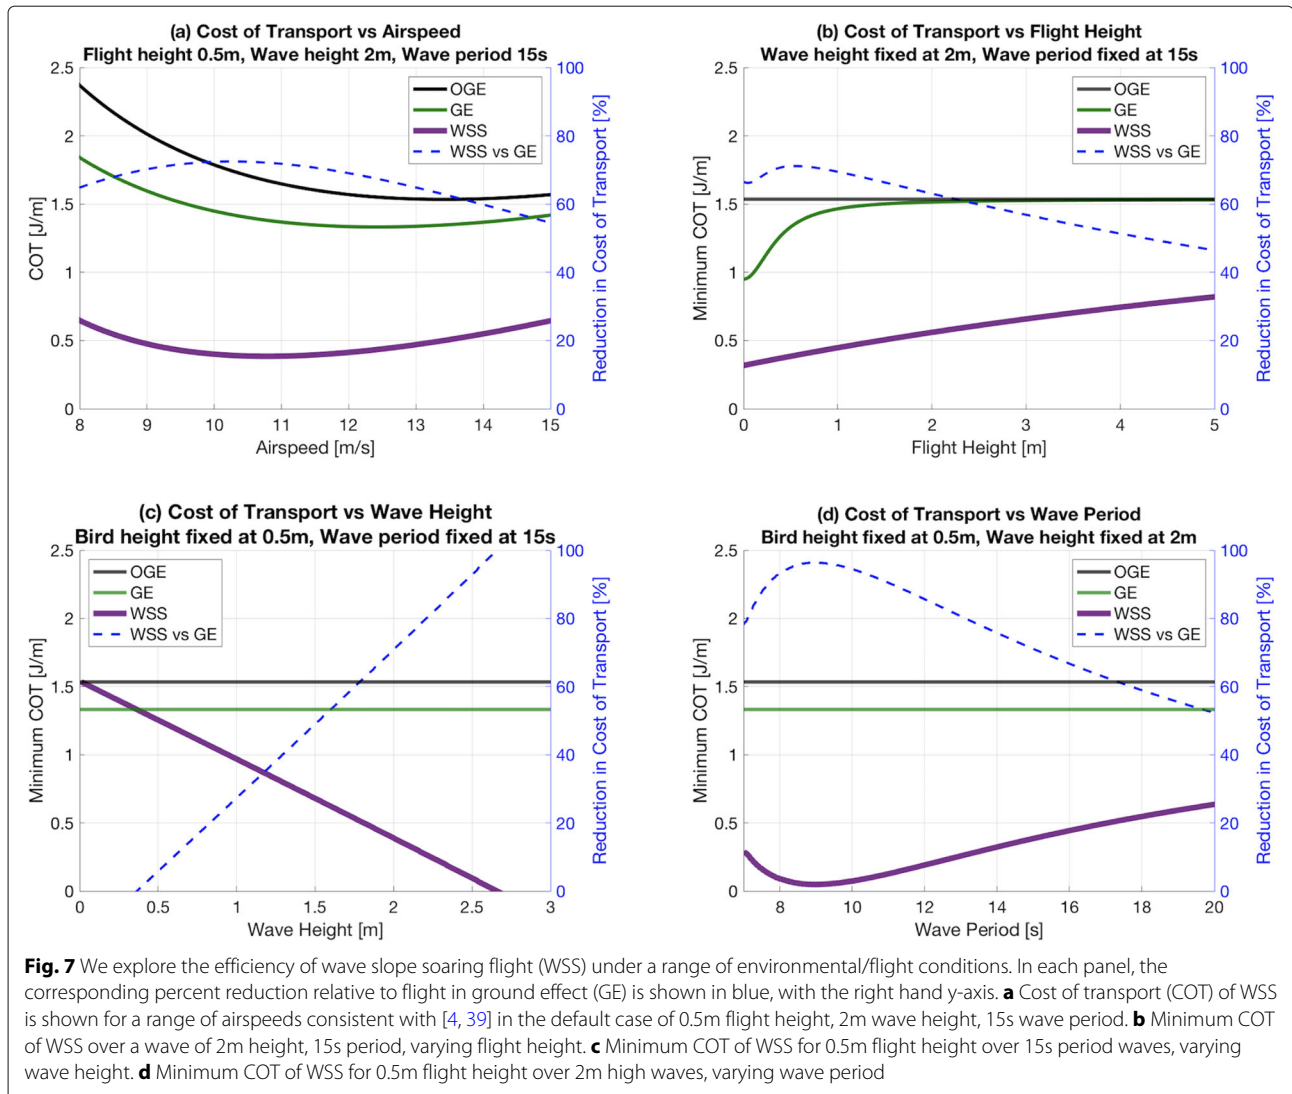 (a) Cost of Transport vs Airspeed
Flight height 0.5m, Wave height 2m, Wave period 15s
2.5
2
1.5
1
0.5
0
COT [J/m]
100
80
60
40
20
0
Reduction in Cost of Transport [%]
OGE
GE
WSS
WSS vs GE
8 9 10 11 12 13 14 15
Airspeed [m/s]
(b) Cost of Transport vs Flight Height
Wave height fixed at 2m, Wave period fixed at 15s
2.5
2
1.5
1
0.5
0
Minimum COT [J/m]
100
80
60
40
20
0
Reduction in Cost of Transport [%]
OGE
GE
WSS
WSS vs GE
0 1 2 3 4 5
Flight Height [m]
(c) Cost of Transport vs Wave Height
Bird height fixed at 0.5m, Wave period fixed at 15s
2.5
2
1.5
1
0.5
0
Minimum COT [J/m]
100
80
60
40
20
0
Reduction in Cost of Transport [%]
OGE
GE
WSS
WSS vs GE
0 0.5 1 1.5 2 2.5 3
Wave Height [m]
(d) Cost of Transport vs Wave Period
Bird height fixed at 0.5m, Wave height fixed at 2m
2.5
2
1.5
1
0.5
0
Minimum COT [J/m]
100
80
60
40
20
0
Reduction in Cost of Transport [%]
OGE
GE
WSS
WSS vs GE
8 10 12 14 16 18 20
Wave Period [s]
Fig. 7 We explore the efficiency of wave slope soaring flight (WSS) under a range of environmental/flight conditions. In each panel, the
corresponding percent reduction relative to flight in ground effect (GE) is shown in blue, with the right hand y-axis. a Cost of transport (COT) of WSS
is shown for a range of airspeeds consistent with [4, 39] in the default case of 0.5m flight height, 2m wave height, 15s wave period. b Minimum COT
of WSS over a wave of 2m height, 15s period, varying flight height. c Minimum COT of WSS for 0.5m flight height over 15s period waves, varying
wave height. d Minimum COT of WSS for 0.5m flight height over 2m high waves, varying wave period